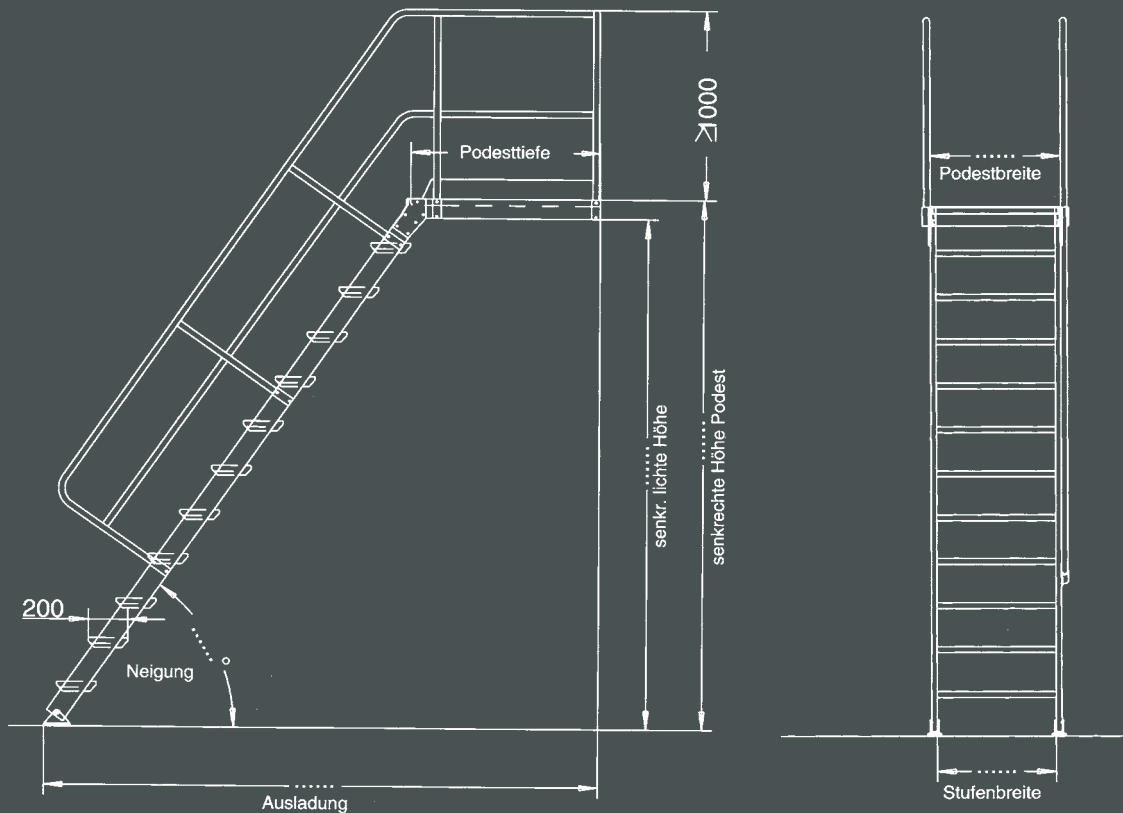 Podesttiefe
≥1000
200
Neigung
...... °
senkr. lichte Höhe
......
senkrechte Höhe Podest
......
......
Ausladung
......
Podestbreite
......
Stufenbreite